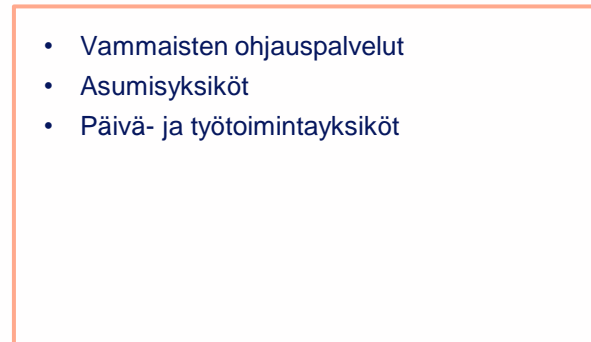 • Vammaisten ohjauspalvelut
• Asumisyksiköt
• Päivä- ja työtoimintayksiköt